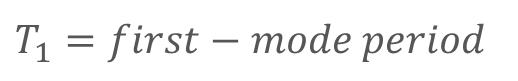 T₁ = first − mode period